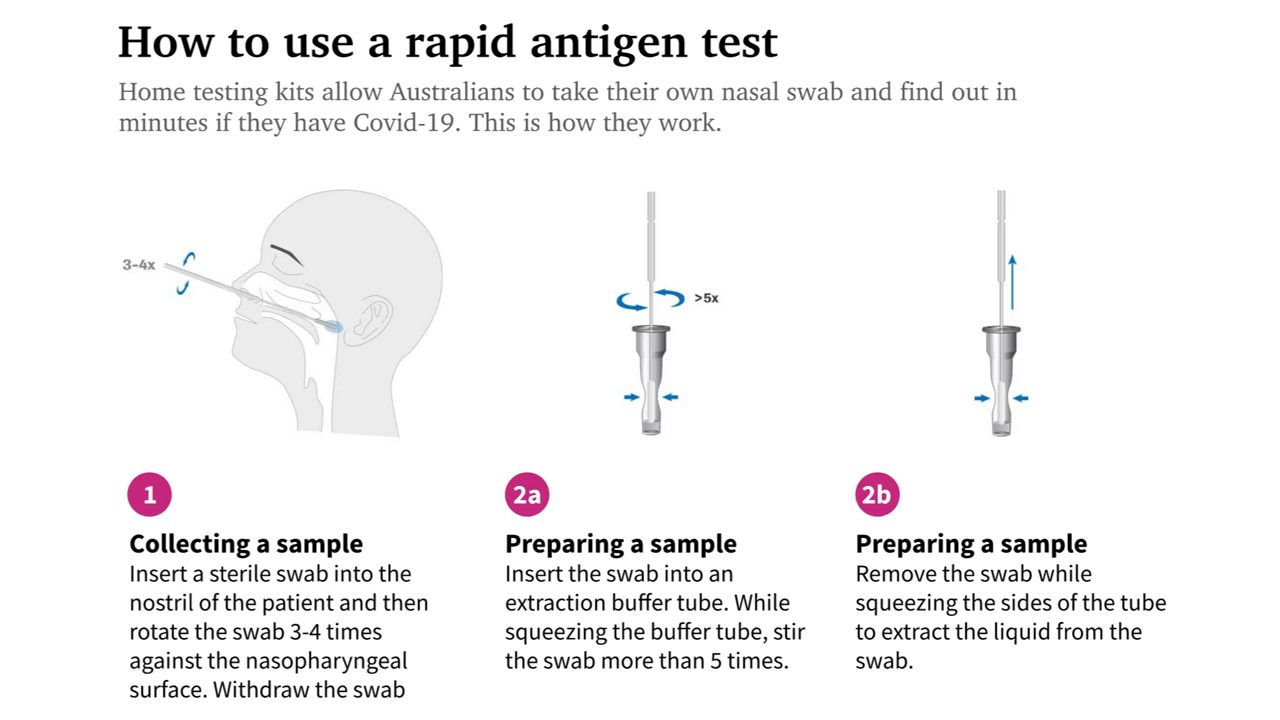 How to use a rapid antigen test
Home testing kits allow Australians to take their own nasal swab and find out in
minutes if they have Covid-19. This is how they work.
3-4x
>5x
1
Collecting a sample
Insert a sterile swab into the
nostril of the patient and then
rotate the swab 3-4 times
against the nasopharyngeal
surface. Withdraw the swab
2a
Preparing a sample
Insert the swab into an
extraction buffer tube. While
squeezing the buffer tube, stir
the swab more than 5 times.
2b
Preparing a sample
Remove the swab while
squeezing the sides of the tube
to extract the liquid from the
swab.